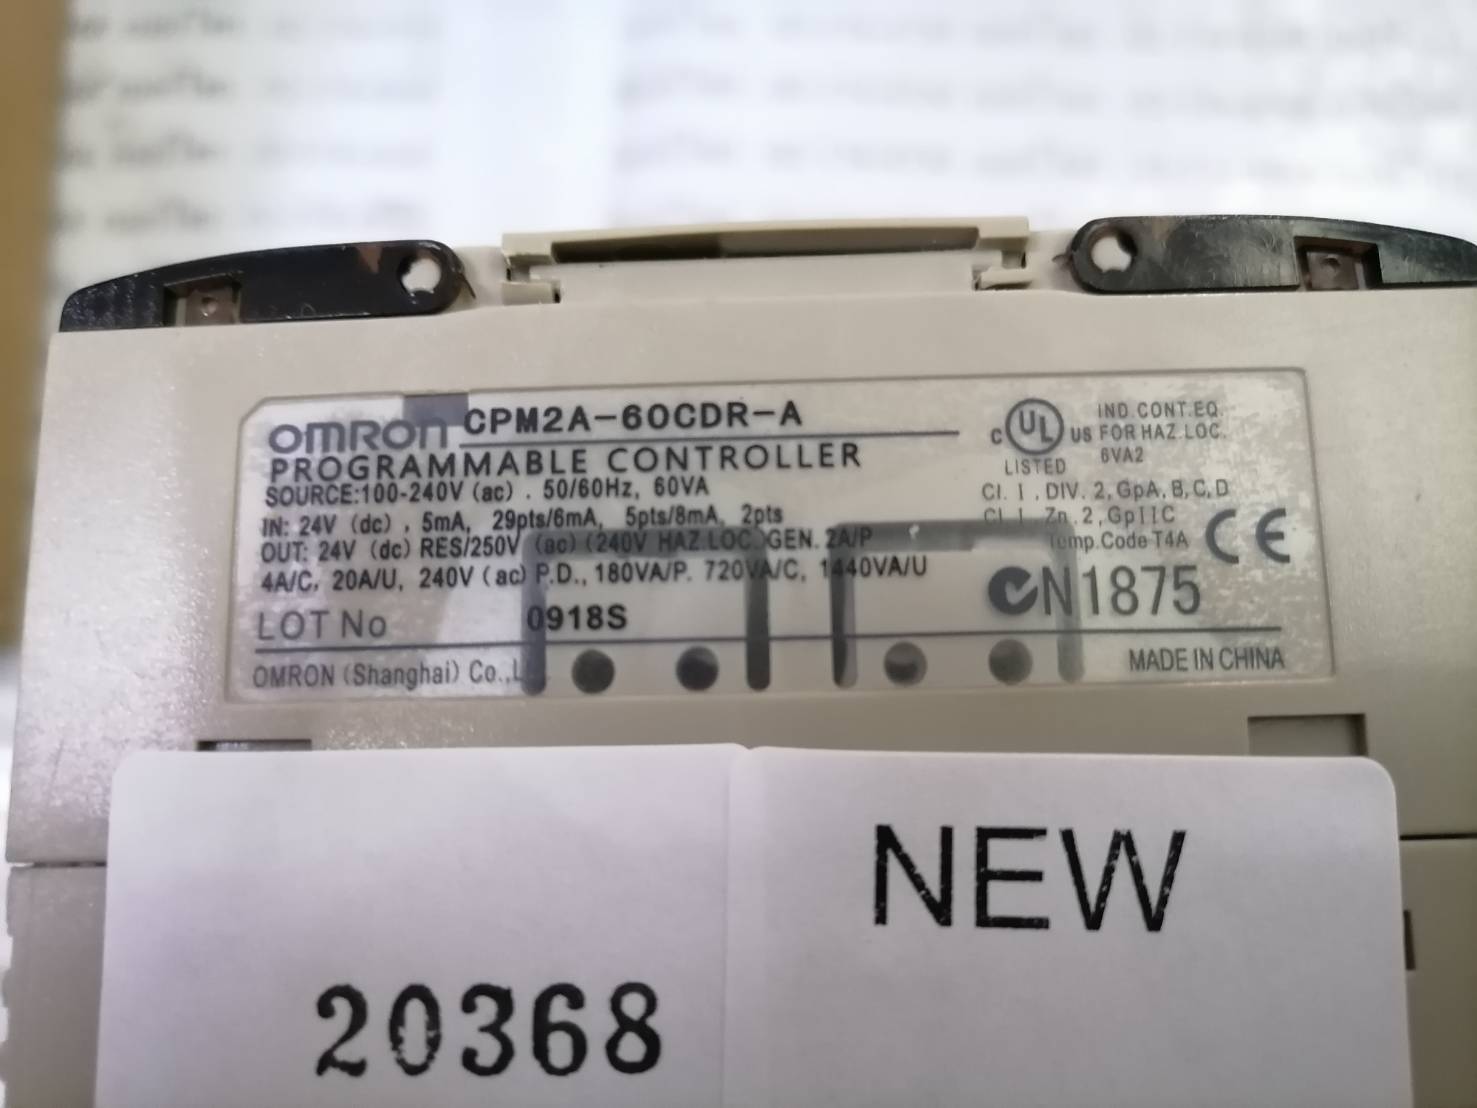 OMRON CPM2A-60CDR-A
PROGRAMMABLE CONTROLLER
SOURCE:100-240V (ac) . 50/60Hz, 60VA
IN: 24V (dc) , 5mA, 29pts/6mA, 5pts/8mA, 2pts
OUT: 24V (dc) RES/250V (ac) (240V HAZ.LOC.)GEN. 2A/P
4A/C, 20A/U, 240V (ac) P.D., 180VA/P. 720VA/C, 1440VA/U
LOT No 0918S
OMRON (Shanghai) Co.,
c UL US
LISTED
IND.CONT.EQ.
FOR HAZ.LOC.
6VA2
Cl. I , DIV. 2, GpA, B, C, D
Cl. I , Zn. 2, GpIIC
Temp.Code T4A
CE
N1875
MADE IN CHINA
NEW
20368